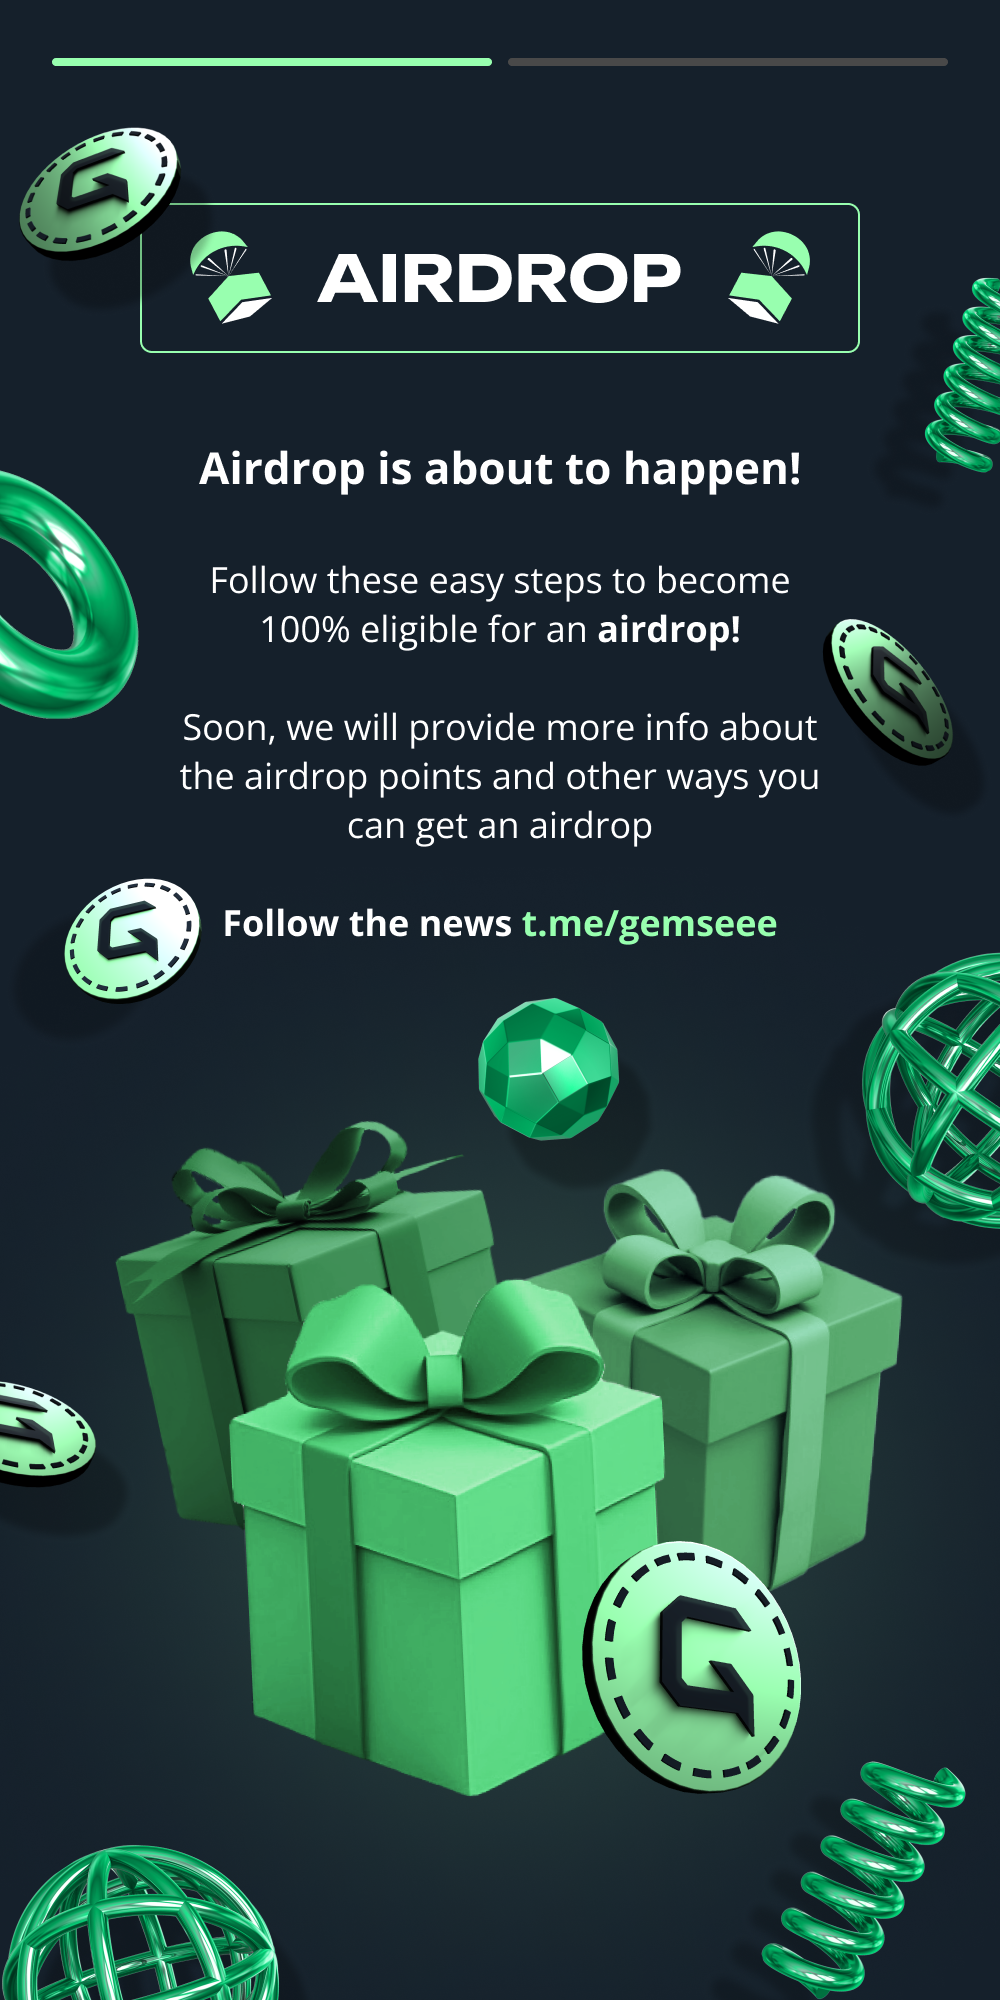 AIRDROP
Airdrop is about to happen!
Follow these easy steps to become
100% eligible for an airdrop!
Soon, we will provide more info about
the airdrop points and other ways you
can get an airdrop
Follow the news t.me/gemseee